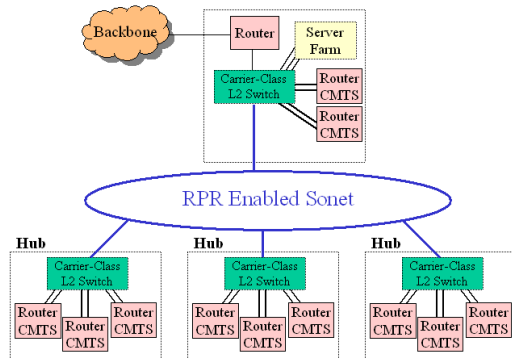 Backbone
Router
Server
Farm
Carrier-Class
L2 Switch
Router
CMTS
Router
CMTS
RPR Enabled Sonet
Hub
Carrier-Class
L2 Switch
Router
CMTS
Router
CMTS
Router
CMTS
Hub
Carrier-Class
L2 Switch
Router
CMTS
Router
CMTS
Router
CMTS
Hub
Carrier-Class
L2 Switch
Router
CMTS
Router
CMTS
Router
CMTS